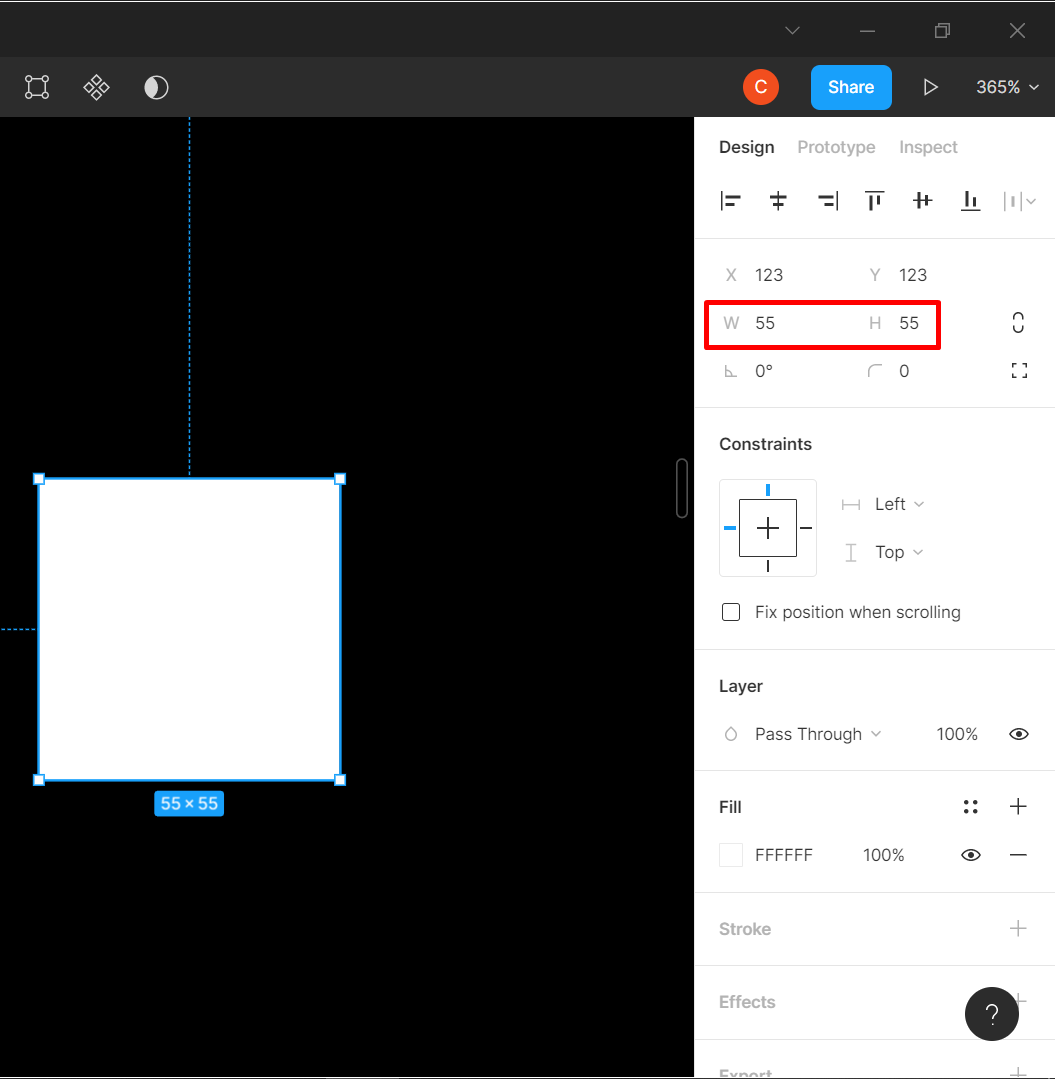 C Share 365%
Design Prototype Inspect
X 123 Y 123
W 55 H 55
0° 0
Constraints
Left
Top
Fix position when scrolling
Layer
Pass Through 100%
55 × 55
Fill
FFFFFF 100%
Stroke
Effects
?
Export